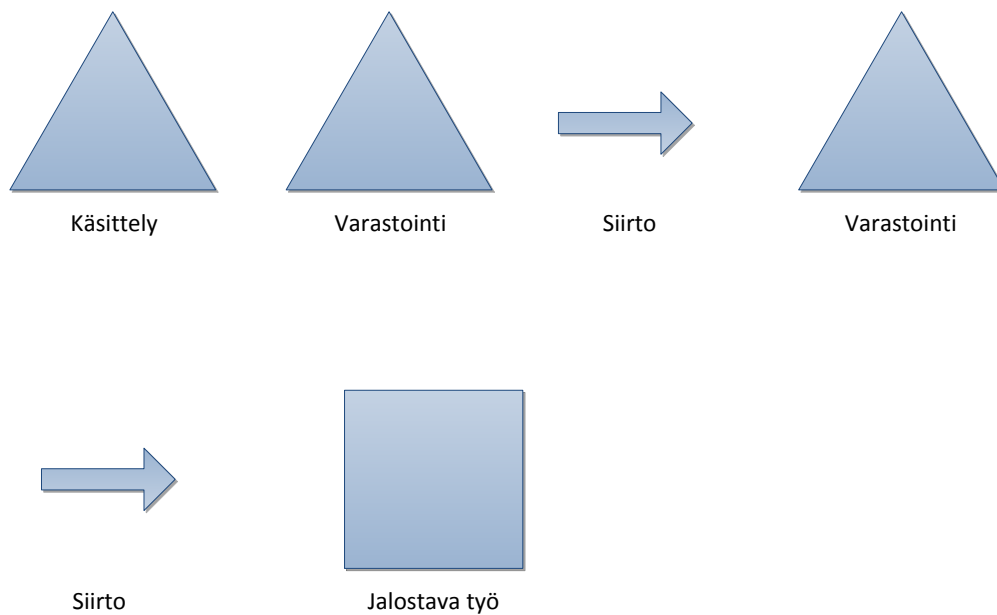 Käsittely
Varastointi
Siirto
Varastointi
Siirto
Jalostava työ